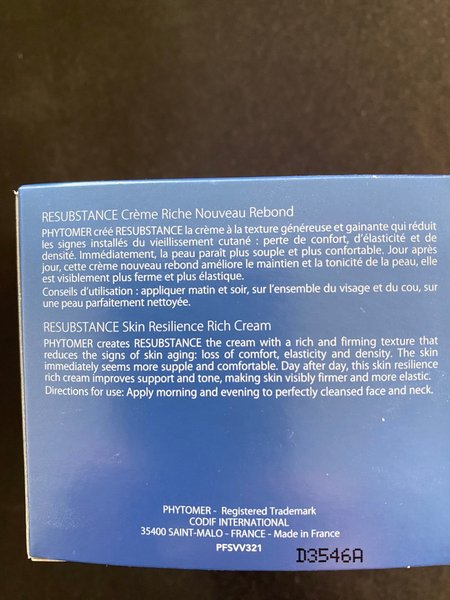 RESUBSTANCE Crème Riche Nouveau Rebond
PHYTOMER créé RESUBSTANCE la crème à la texture généreuse et gainante qui réduit
les signes installés du vieillissement cutané : perte de confort, d'élasticité et de
densité. Immédiatement, la peau parait plus souple et plus confortable. Jour après
jour, cette crème nouveau rebond améliore le maintien et la tonicité de la peau, elle
est visiblement plus ferme et plus élastique.
Conseils d'utilisation : appliquer matin et soir, sur l'ensemble du visage et du cou, sur
une peau parfaitement nettoyée.
RESUBSTANCE Skin Resilience Rich Cream
PHYTOMER creates RESUBSTANCE the cream with a rich and firming texture that
reduces the signs of skin aging: loss of comfort, elasticity and density. The skin
immediately seems more supple and comfortable. Day after day, this skin resilience
rich cream improves support and tone, making skin visibly firmer and more elastic.
Directions for use: Apply morning and evening to perfectly cleansed face and neck.
PHYTOMER - Registered Trademark
CODIF INTERNATIONAL
35400 SAINT-MALO - FRANCE - Made in France
PFSVV321
D3546A